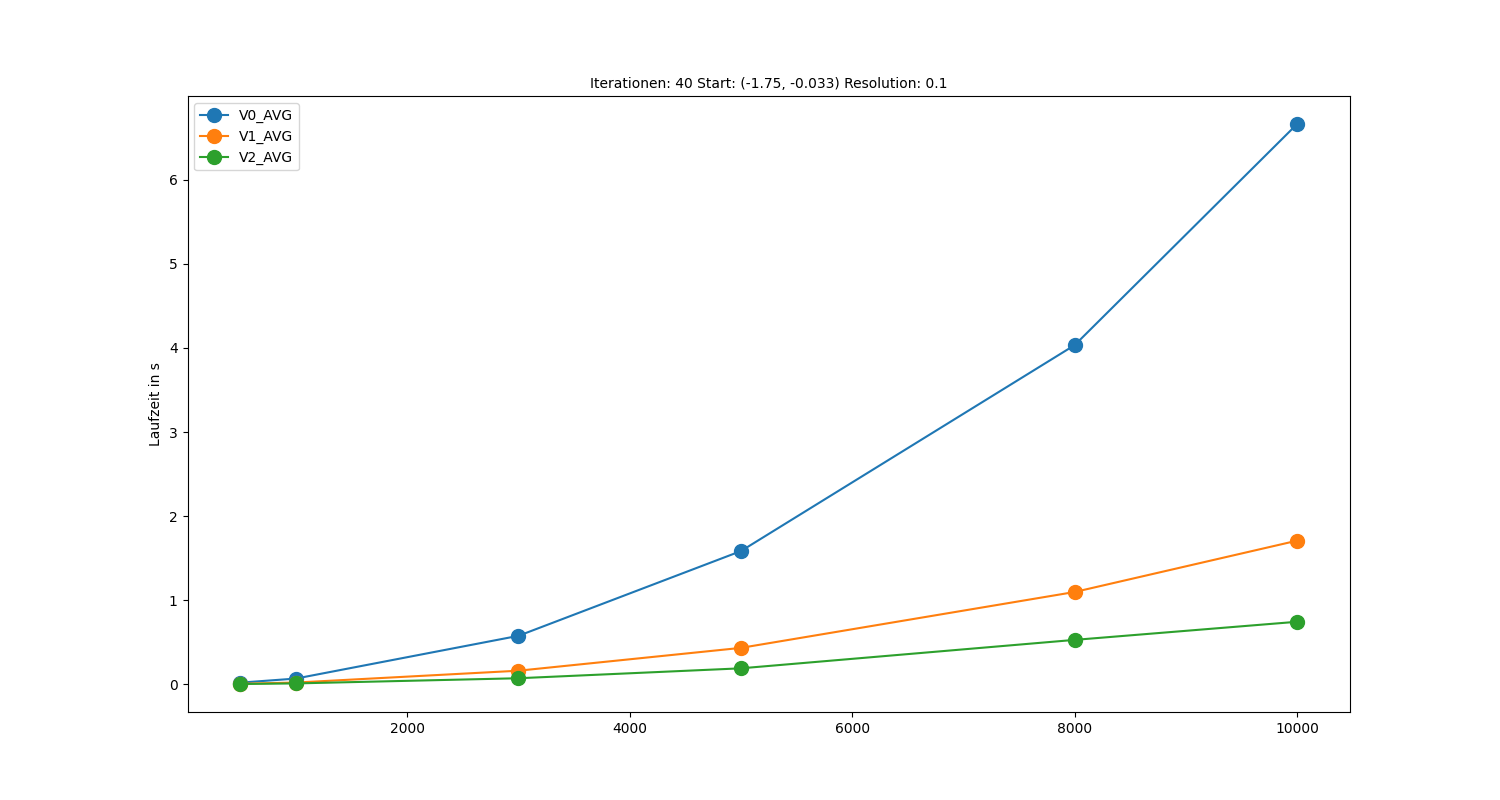 Iterationen: 40 Start: (-1.75, -0.033) Resolution: 0.1
V0_AVG
V1_AVG
V2_AVG
6
5
4
3
2
1
0
Laufzeit in s
2000 4000 6000 8000 10000